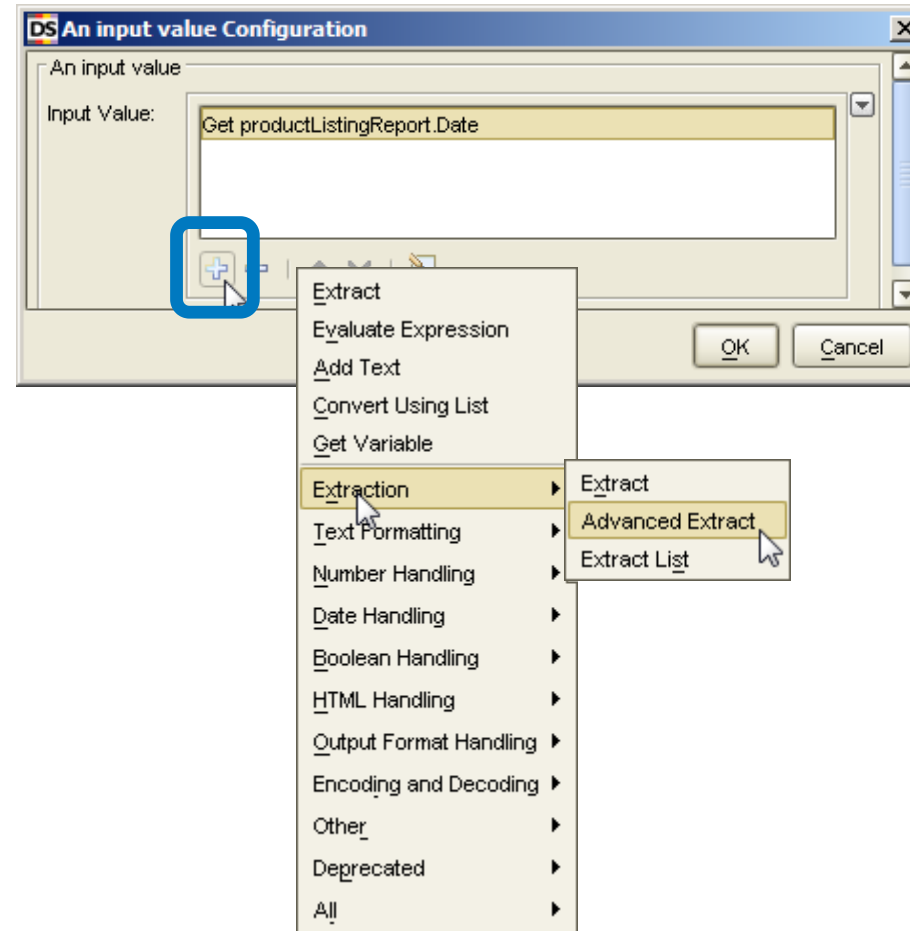 DS An input value Configuration
An input value
Input Value:
Get productListingReport.Date
OK
Cancel
Extract
Evaluate Expression
Add Text
Convert Using List
Get Variable
Extraction
Text Formatting
Number Handling
Date Handling
Boolean Handling
HTML Handling
Output Format Handling
Encoding and Decoding
Other
Deprecated
All
Extract
Advanced Extract
Extract List